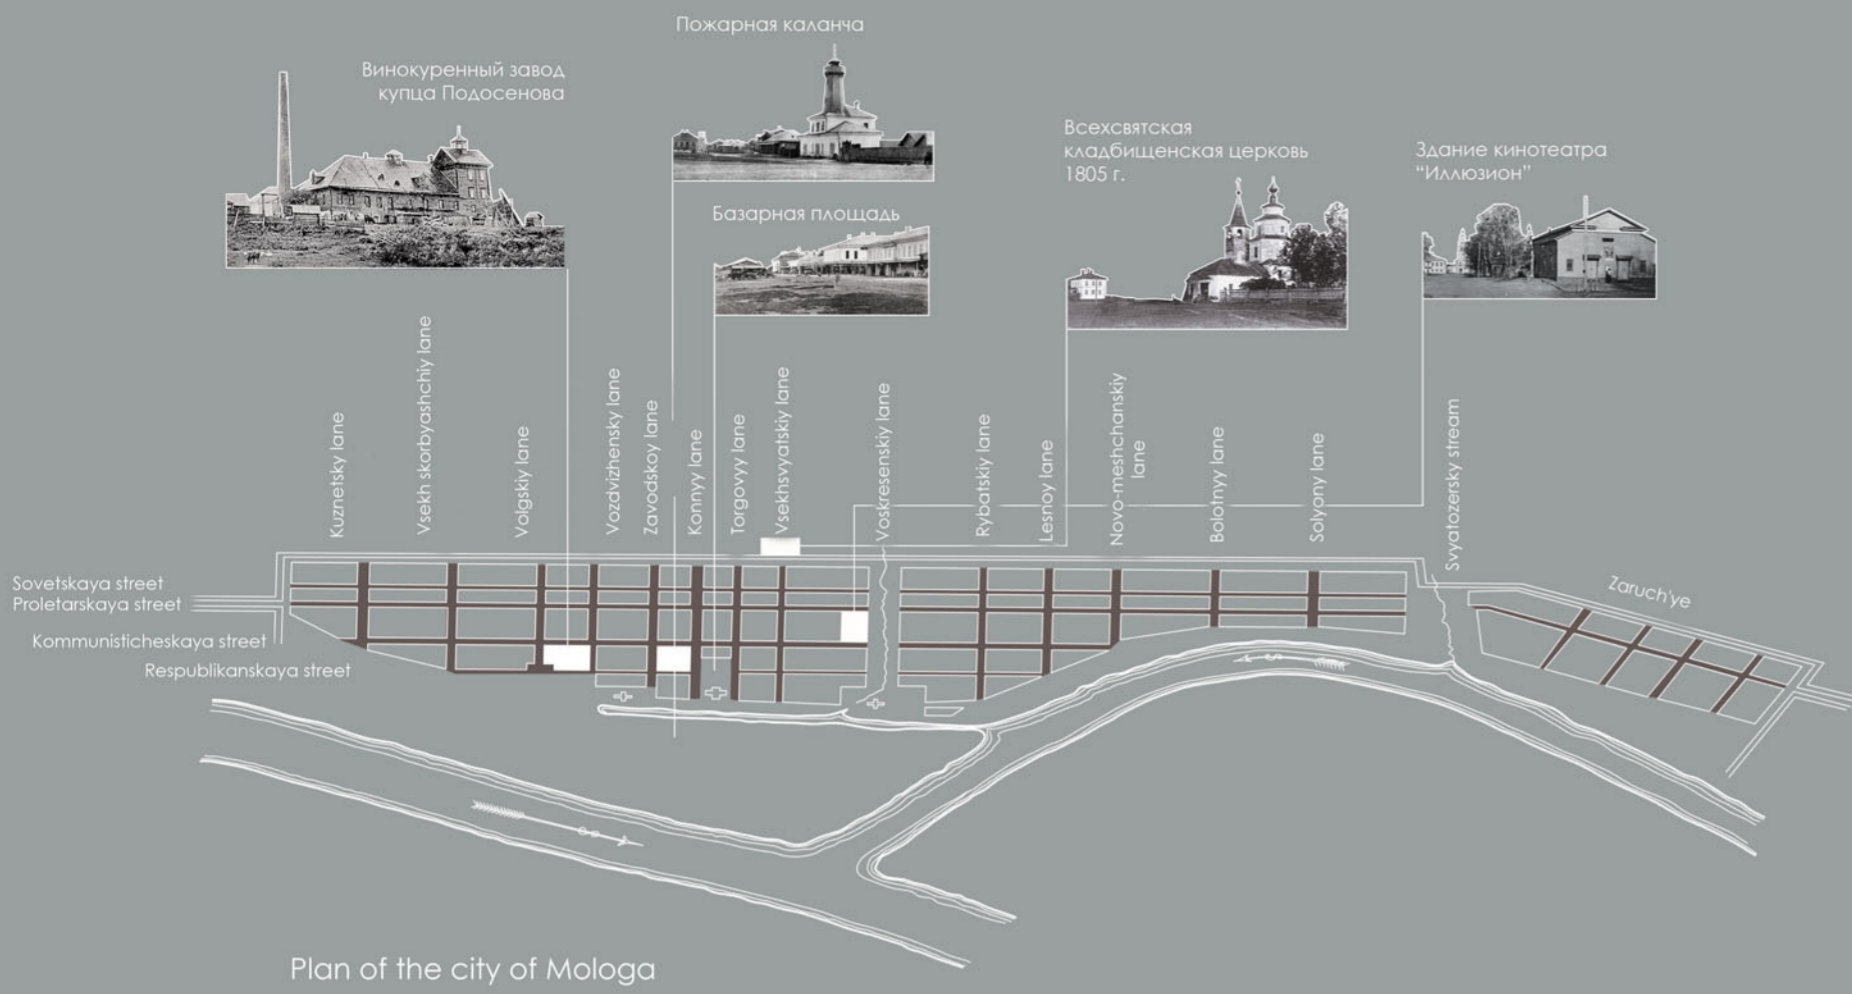 Пожарная каланча
Винокуренный завод
купца Подосенова
Всехсвятская
кладбищенская церковь
1805 г.
Здание кинотеатра
“Иллюзион”
Базарная площадь
Kuznetsky lane
Vsekh skorbyashchiy lane
Volgskiy lane
Vozdvizhensky lane
Zavodskoy lane
Konnyy lane
Torgovyy lane
Vsekhsvyatskiy lane
Voskresenskiy lane
Rybatskiy lane
Lesnoy lane
Novo-meshchanskiy
lane
Bolotnyy lane
Solyony lane
Svyatozersky stream
Zaruch'ye
Sovetskaya street
Proletarskaya street
Kommunisticheskaya street
Respublikanskaya street
Plan of the city of Mologa